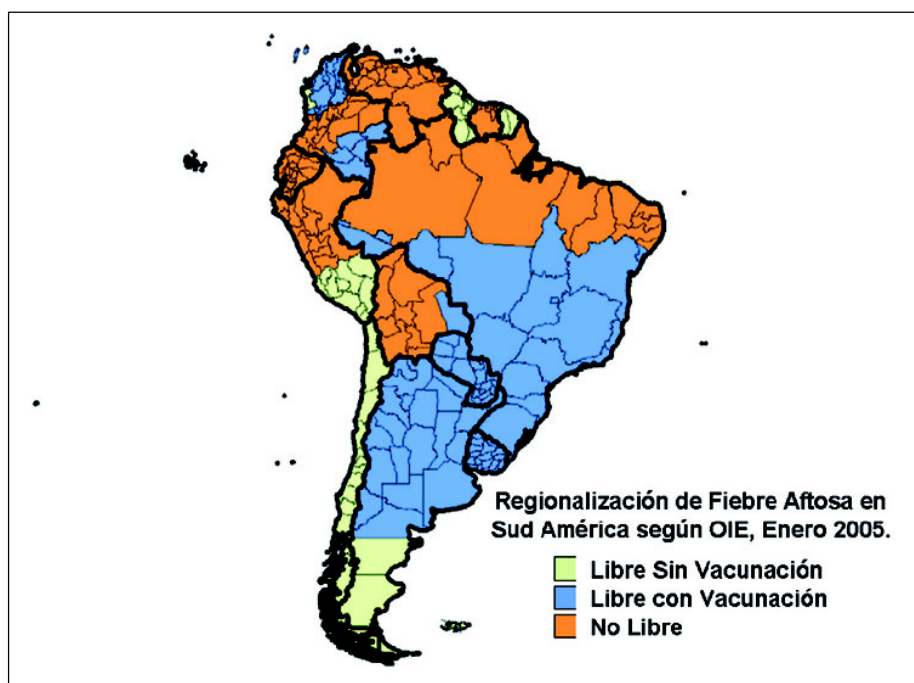 Regionalización de Fiebre Aftosa en
Sud América según OIE, Enero 2005.
Libre Sin Vacunación
Libre con Vacunación
No Libre